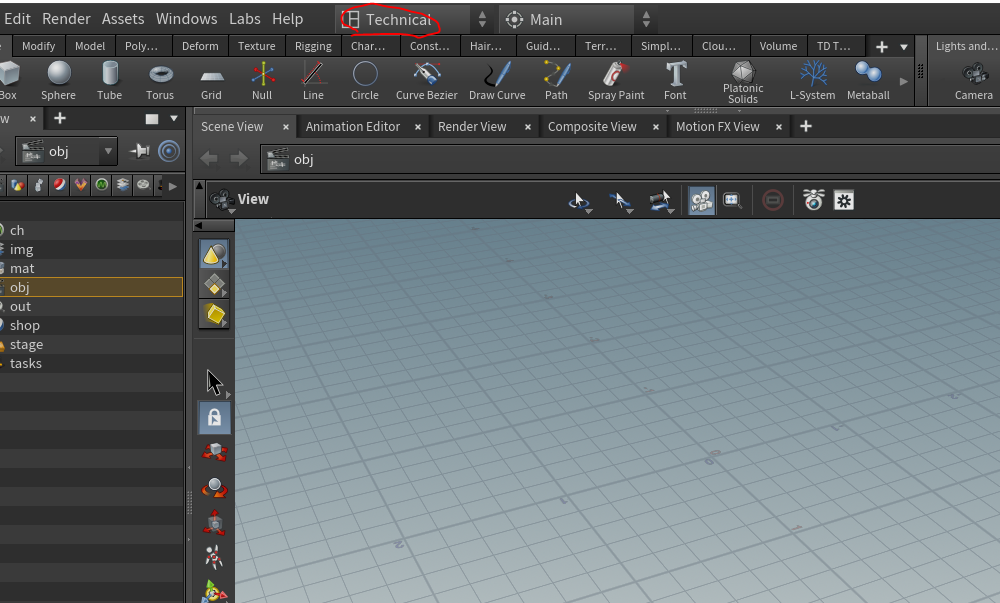 Edit Render Assets Windows Labs Help Technical Main
Modify Model Poly... Deform Texture Rigging Char... Const... Hair... Guid... Terr... Simpl... Clou... Volume TD T... Lights and...
Box Sphere Tube Torus Grid Null Line Circle Curve Bezier Draw Curve Path Spray Paint Font Platonic Solids L-System Metaball Camera
w × Scene View × Animation Editor × Render View × Composite View × Motion FX View ×
obj
obj
View
ch
img
mat
obj
out
shop
stage
tasks